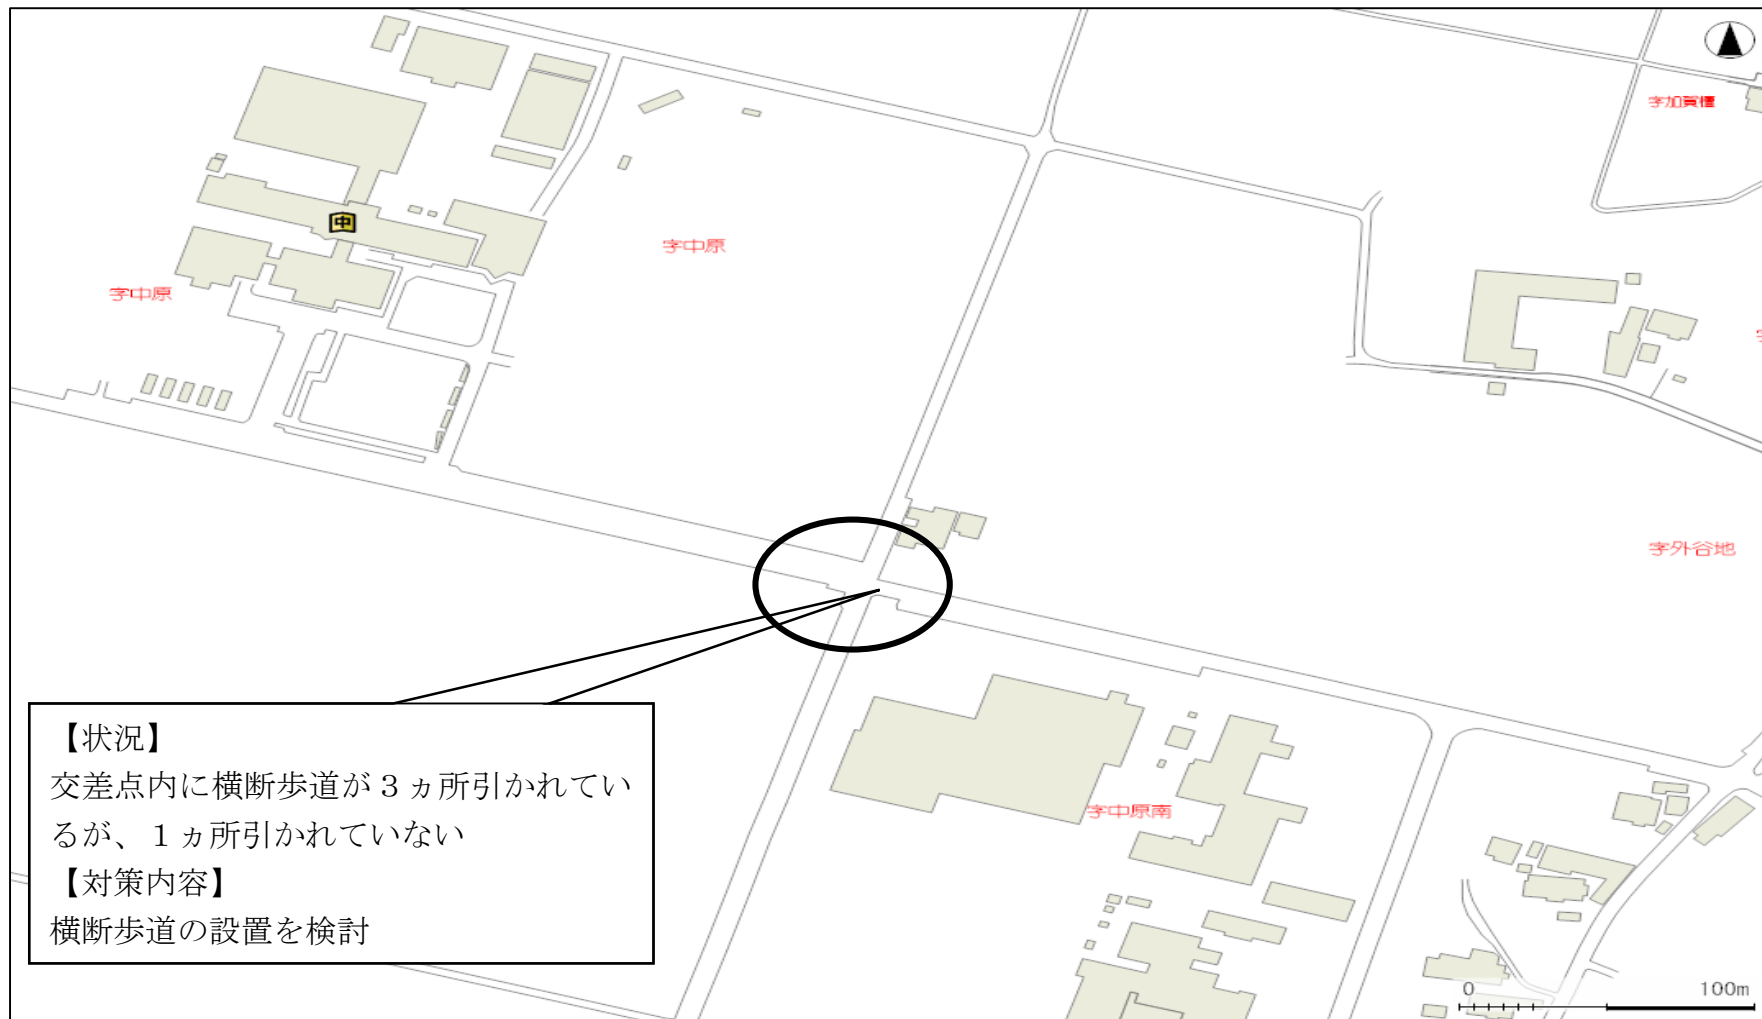 字加賀櫃
中
字中原
字中原
字外谷地
【状況】
交差点内に横断歩道が３ヵ所引かれてい
るが、１ヵ所引かれていない
【対策内容】
横断歩道の設置を検討
字中原南
0
100m